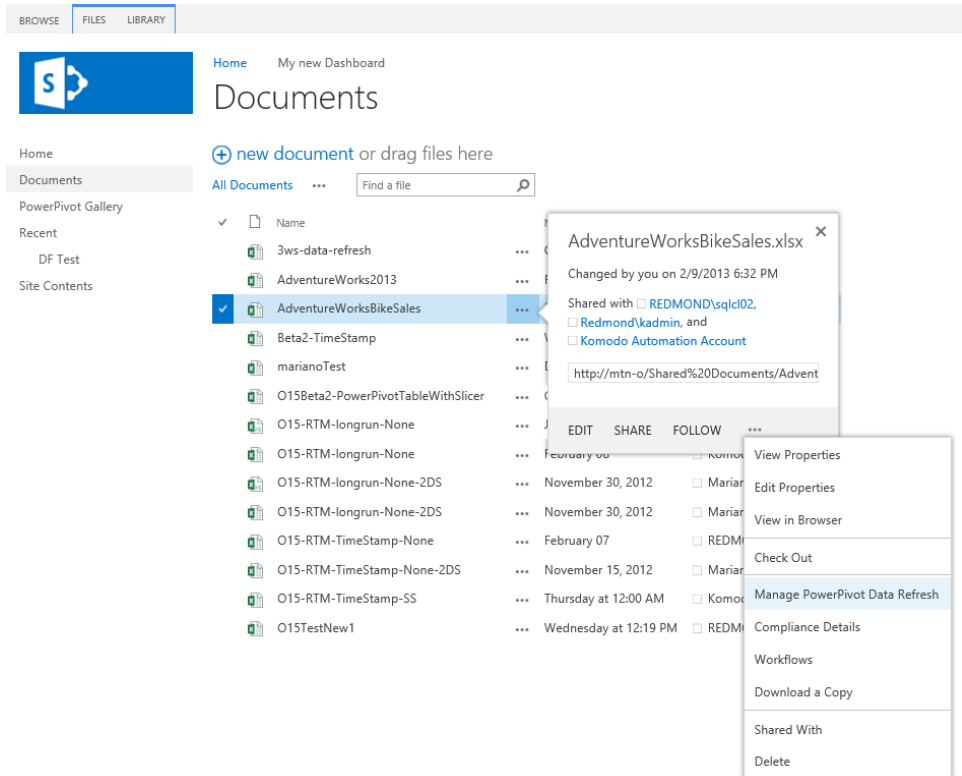 BROWSE FILES LIBRARY
S
Home My new Dashboard
Documents
Home
Documents
PowerPivot Gallery
Recent
DF Test
Site Contents
new document or drag files here
All Documents ••• Find a file
Name
3ws-data-refresh •••
AdventureWorks2013 •••
AdventureWorksBikeSales •••
Beta2-TimeStamp •••
marianoTest •••
O15Beta2-PowerPivotTableWithSlicer •••
O15-RTM-longrun-None •••
O15-RTM-longrun-None ••• February 08
O15-RTM-longrun-None-2DS ••• November 30, 2012
O15-RTM-longrun-None-2DS ••• November 30, 2012
O15-RTM-TimeStamp-None ••• February 07
O15-RTM-TimeStamp-None-2DS ••• November 15, 2012
O15-RTM-TimeStamp-SS ••• Thursday at 12:00 AM
O15TestNew1 ••• Wednesday at 12:19 PM
AdventureWorksBikeSales.xlsx
Changed by you on 2/9/2013 6:32 PM
Shared with REDMOND\sqlcl02,
Redmond\kadmin, and
Komodo Automation Account
http://mtn-o/Shared%20Documents/Advent
EDIT SHARE FOLLOW •••
View Properties
Edit Properties
View in Browser
Check Out
Manage PowerPivot Data Refresh
Compliance Details
Workflows
Download a Copy
Shared With
Delete